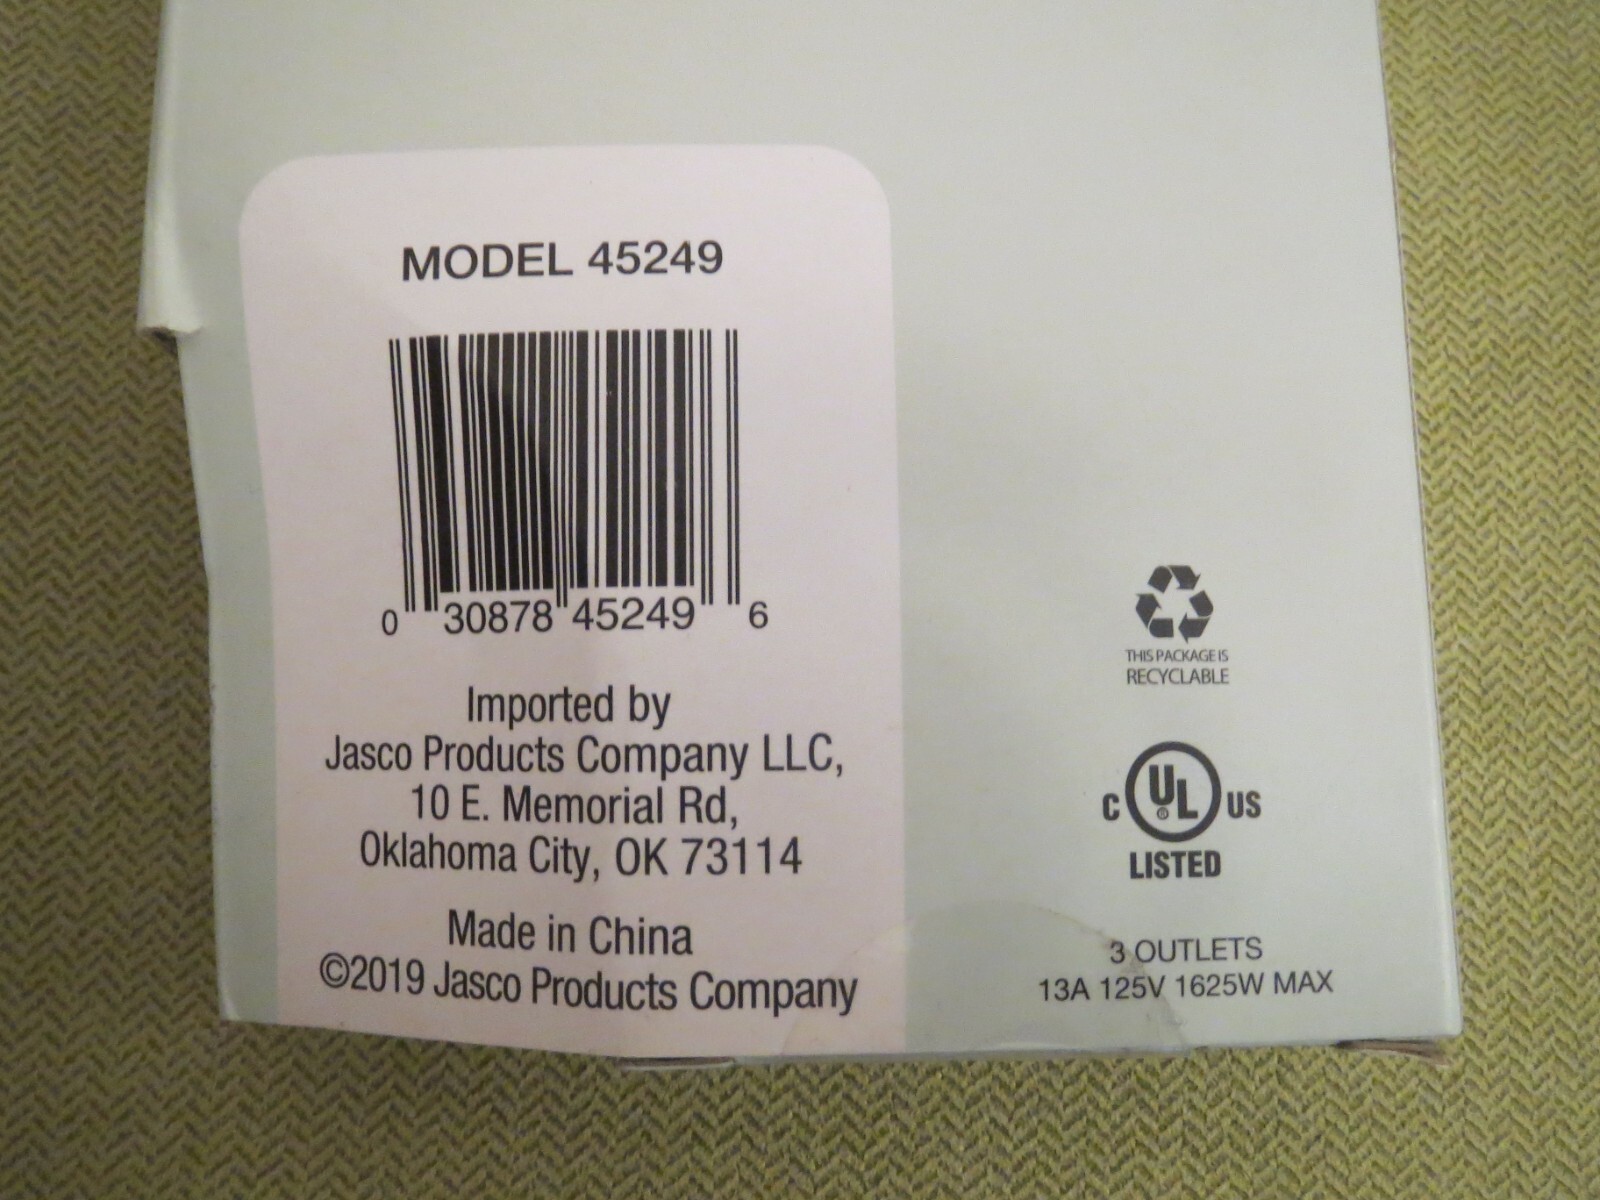 MODEL 45249
0 30878 45249 6
Imported by
Jasco Products Company LLC,
10 E. Memorial Rd,
Oklahoma City, OK 73114
Made in China
©2019 Jasco Products Company
THIS PACKAGE IS
RECYCLABLE
C UL® US
LISTED
3 OUTLETS
13A 125V 1625W MAX